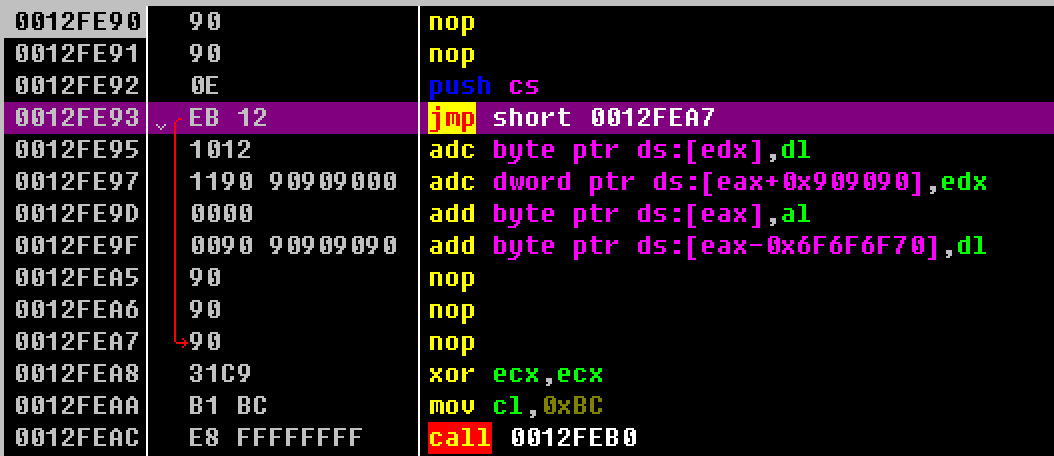 0012FE90 90 nop
0012FE91 90 nop
0012FE92 0E push cs
0012FE93 EB 12 jmp short 0012FEA7
0012FE95 1012 adc byte ptr ds:[edx],dl
0012FE97 1190 90909000 adc dword ptr ds:[eax+0x909090],edx
0012FE9D 0000 add byte ptr ds:[eax],al
0012FE9F 0090 90909090 add byte ptr ds:[eax-0x6F6F6F70],dl
0012FEA5 90 nop
0012FEA6 90 nop
0012FEA7 90 nop
0012FEA8 31C9 xor ecx,ecx
0012FEAA B1 BC mov cl,0xBC
0012FEAC E8 FFFFFFFF call 0012FEB0